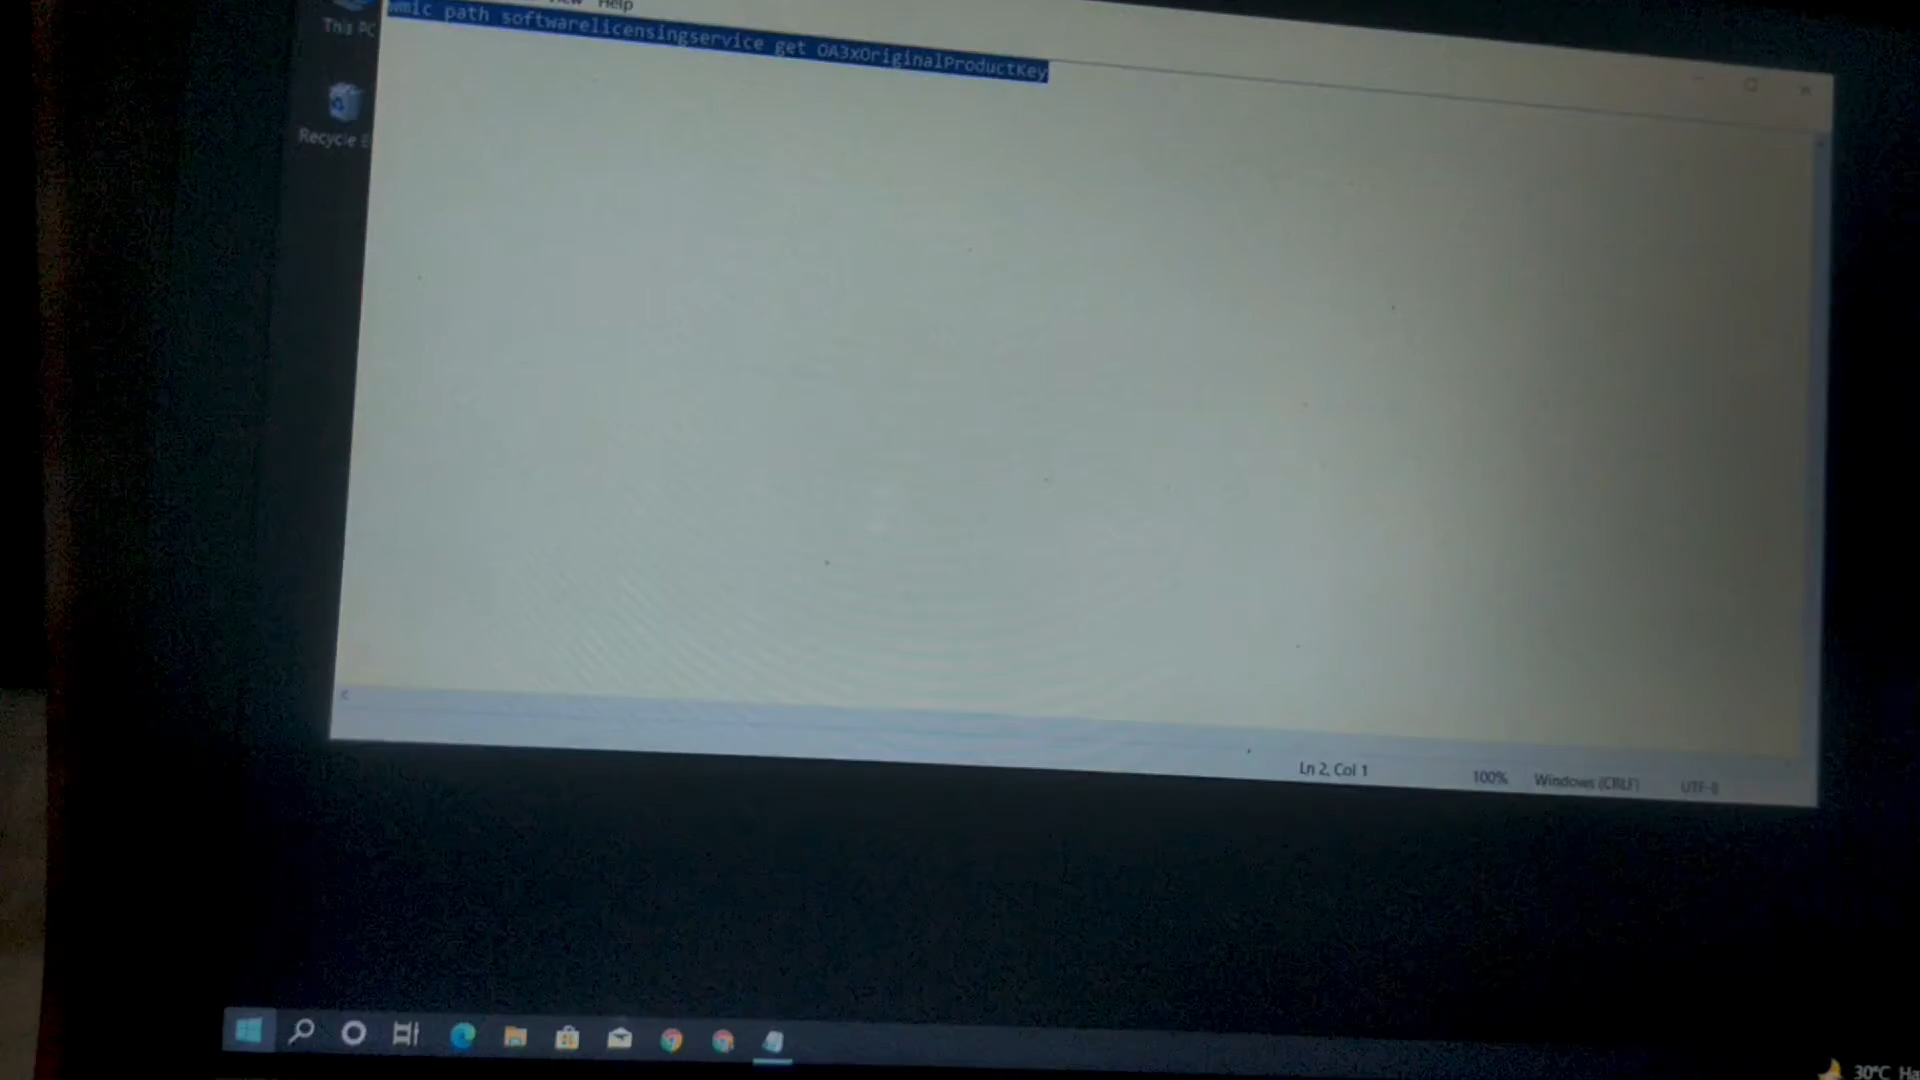 Help
wmic path softwarelicensingservice get OA3xOriginalProductKey
This PC
Recycle
Ln 2, Col 1
100%
Windows (CRLF)
UTF-8
30°C